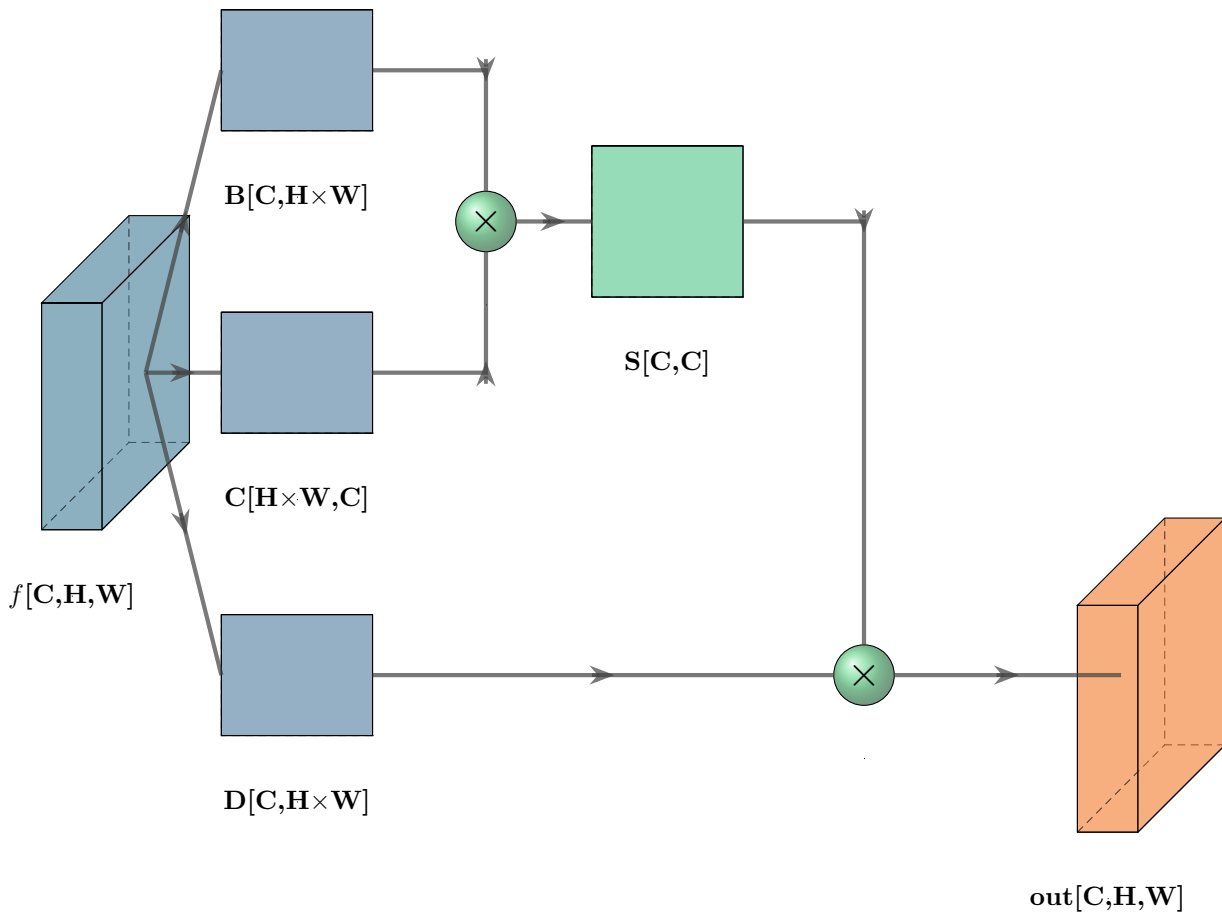 B[C,H×W]
×
S[C,C]
C[H×W,C]
f[C,H,W]
×
D[C,H×W]
out[C,H,W]